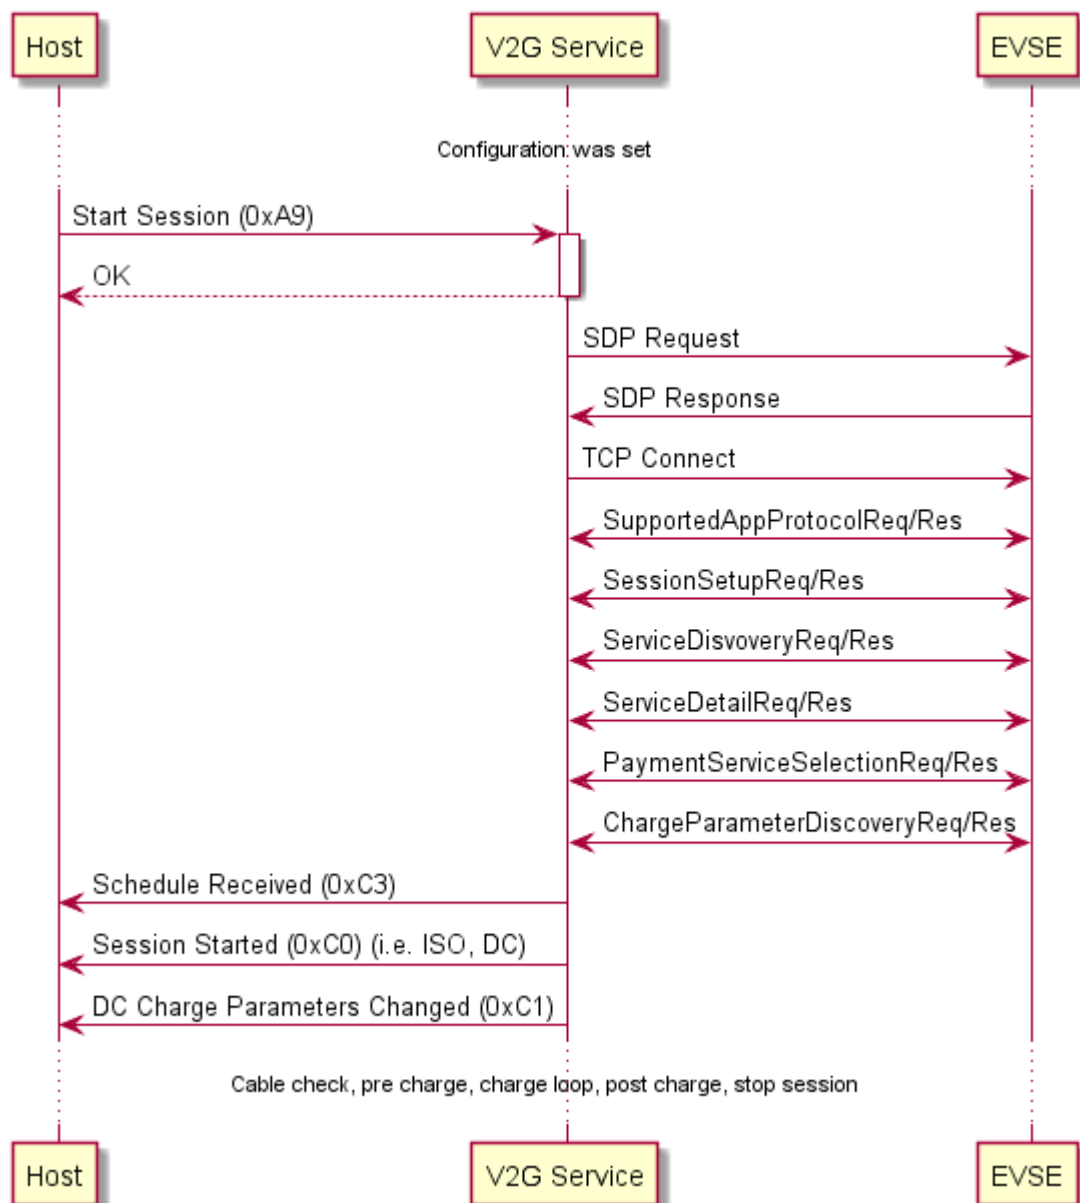 Host
V2G Service
EVSE
Configuration was set
Start Session (0xA9)
OK
SDP Request
SDP Response
TCP Connect
SupportedAppProtocolReq/Res
SessionSetupReq/Res
ServiceDisvoveryReq/Res
ServiceDetailReq/Res
PaymentServiceSelectionReq/Res
ChargeParameterDiscoveryReq/Res
Schedule Received (0xC3)
Session Started (0xC0) (i.e. ISO, DC)
DC Charge Parameters Changed (0xC1)
Cable check, pre charge, charge loop, post charge, stop session
Host
V2G Service
EVSE